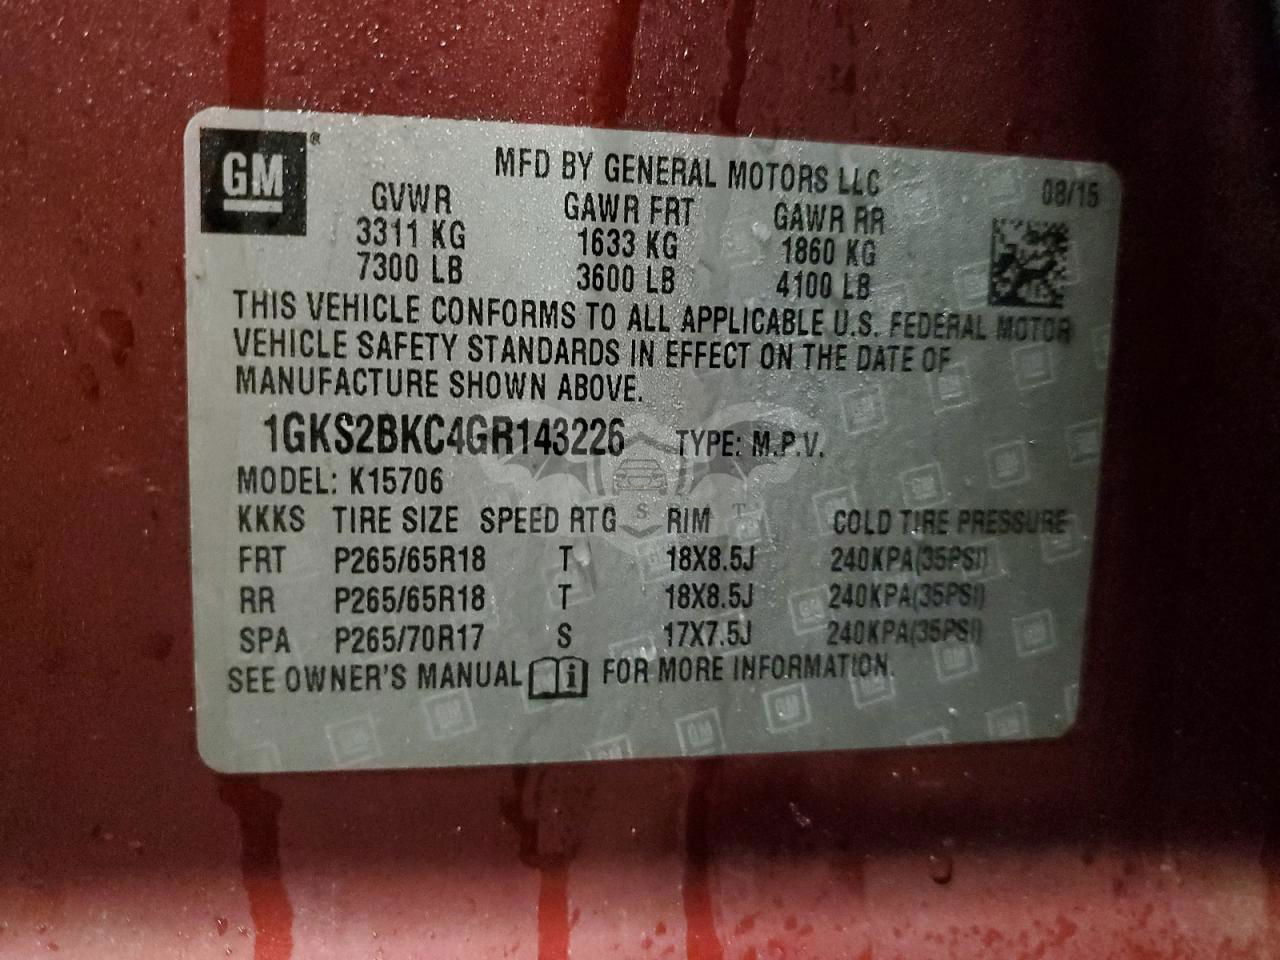 GM ®
MFD BY GENERAL MOTORS LLC
08/15
GVWR GAWR FRT GAWR RR
3311 KG 1633 KG 1860 KG
7300 LB 3600 LB 4100 LB
THIS VEHICLE CONFORMS TO ALL APPLICABLE U.S. FEDERAL MOTOR
VEHICLE SAFETY STANDARDS IN EFFECT ON THE DATE OF
MANUFACTURE SHOWN ABOVE.
1GKS2BKC4GR143226 TYPE: M.P.V.
MODEL: K15706
KKKS TIRE SIZE SPEED RTG RIM COLD TIRE PRESSURE
FRT P265/65R18 T 18X8.5J 240KPA(35PSI)
RR P265/65R18 T 18X8.5J 240KPA(35PSI)
SPA P265/70R17 S 17X7.5J 240KPA(35PSI)
SEE OWNER'S MANUAL i FOR MORE INFORMATION.